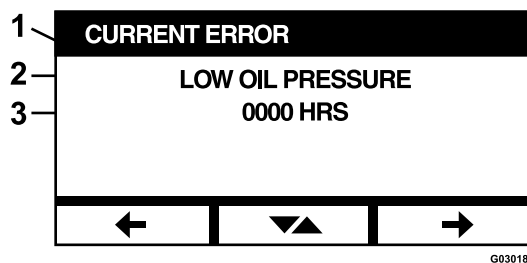 1 CURRENT ERROR
2 LOW OIL PRESSURE
3 0000 HRS
G03018